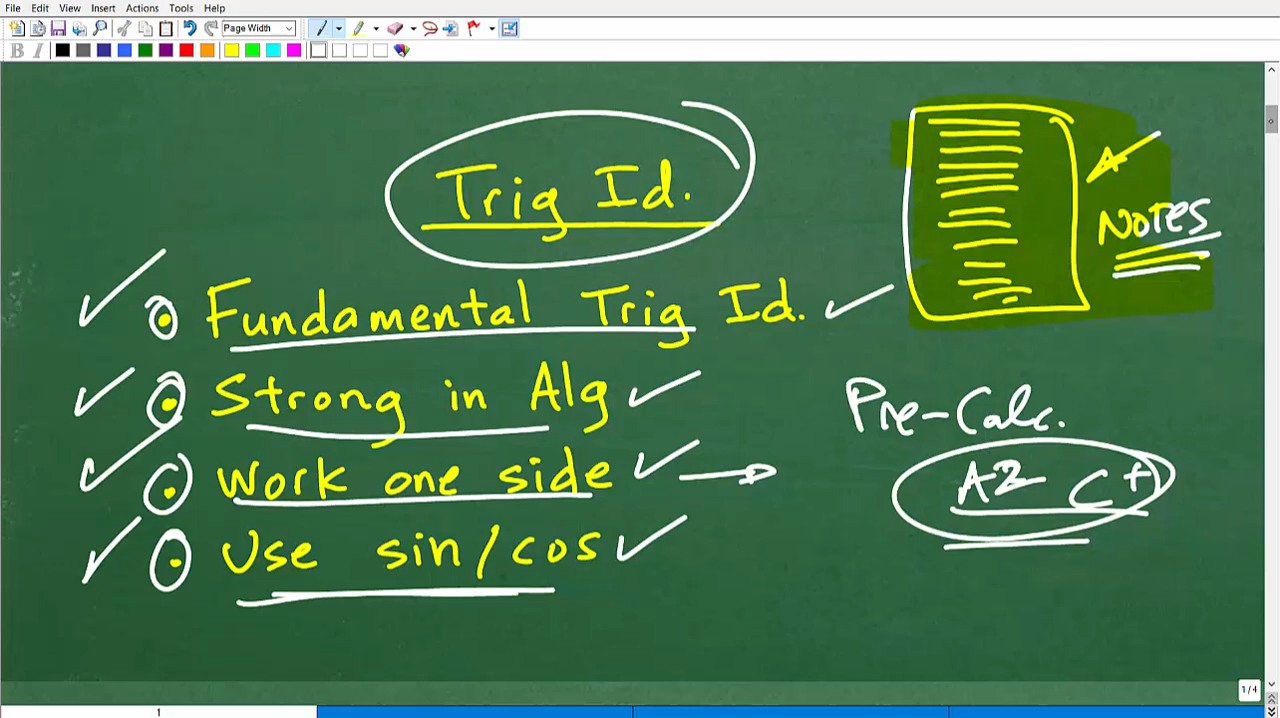 File Edit View Insert Actions Tools Help
Page Width
B I
Trig Id.
NOTES
Fundamental Trig Id.
Strong in Alg
Pre-Calc.
Work one side
A2 C+
Use sin/cos
1/4
1